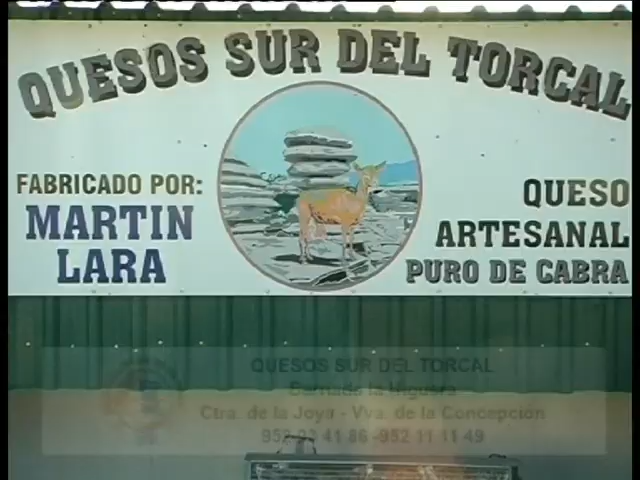 QUESOS SUR DEL TORCAL
FABRICADO POR:
MARTIN
LARA
QUESO
ARTESANAL
PURO DE CABRA
QUESOS SUR DEL TORCAL
la Higuera
Ctra. de la Joya - Vva. de la Concepción
952 23 41 86 -952 11 11 49